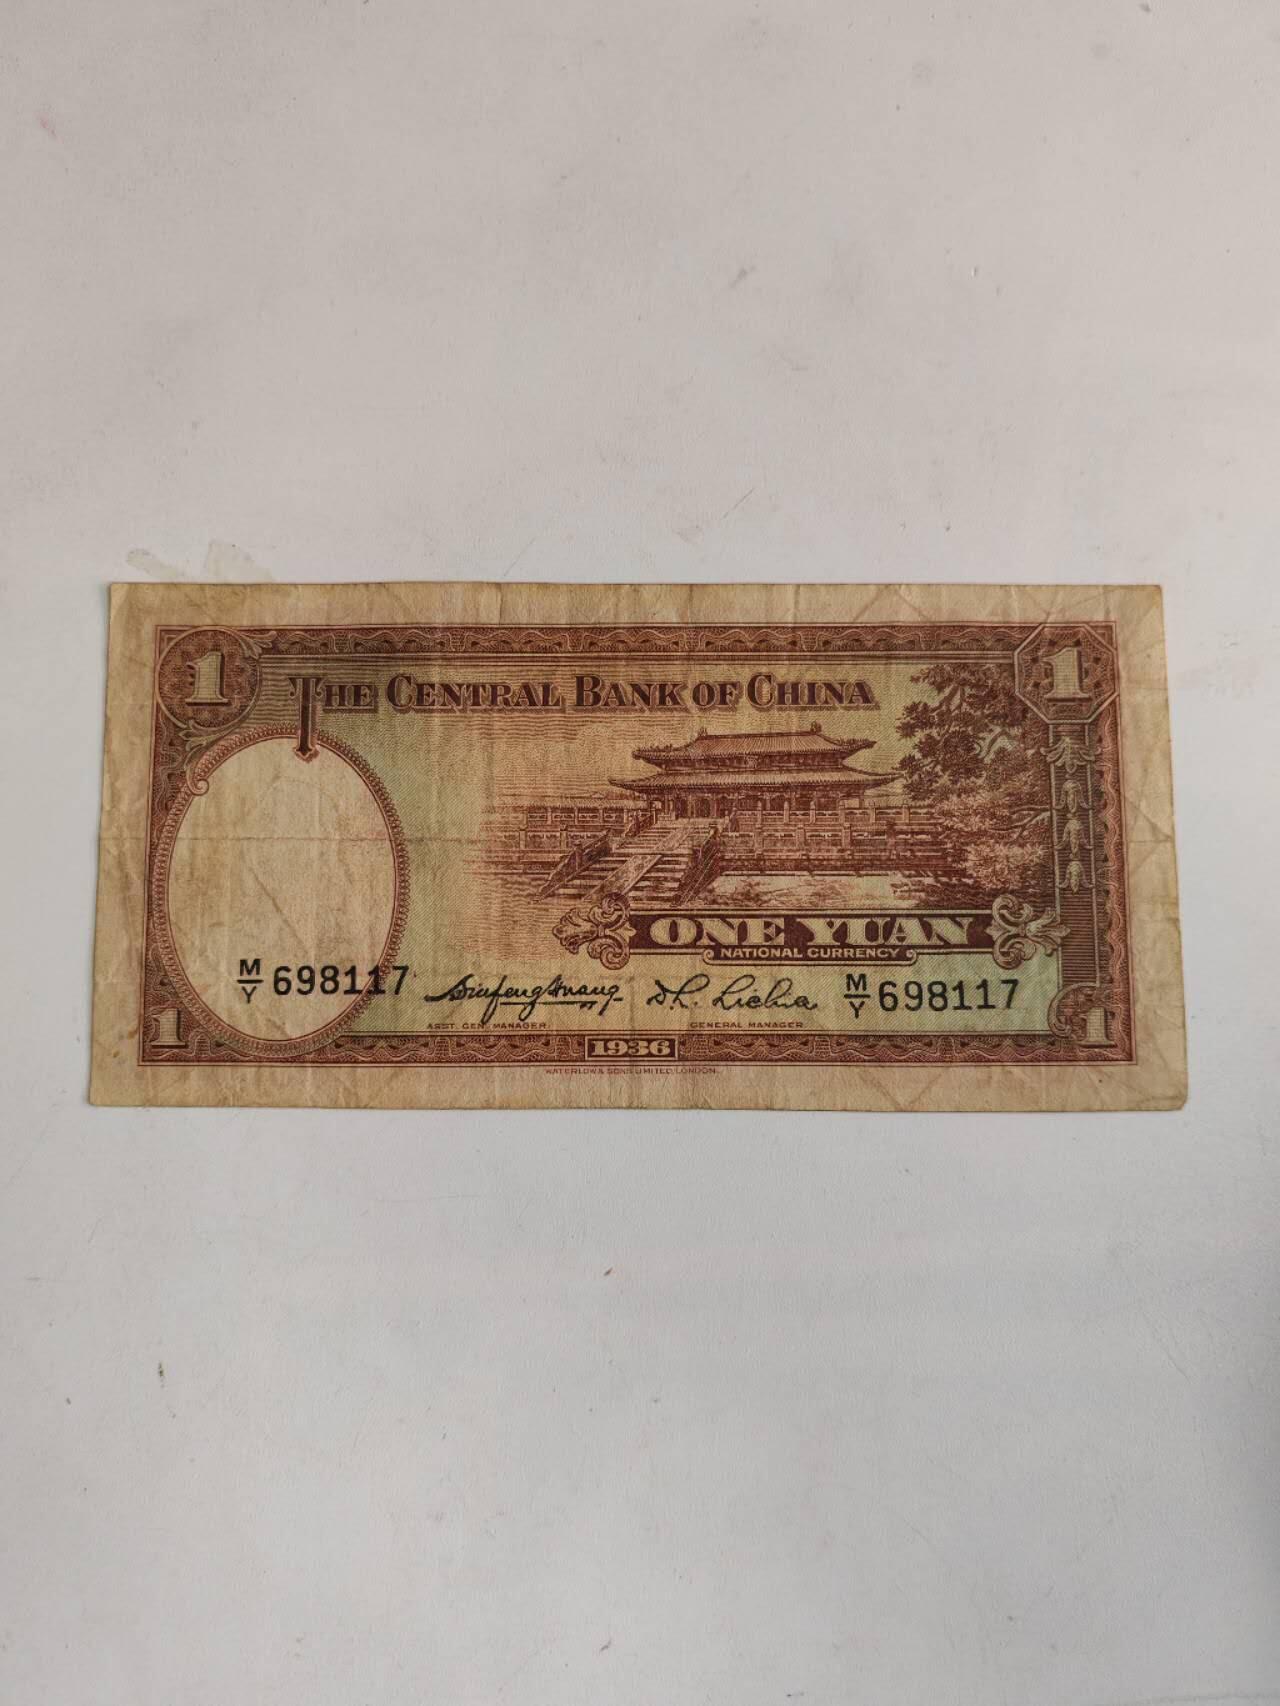 1
1
THE CENTRAL BANK OF CHINA
ONE YUAN
NATIONAL CURRENCY
M/Y 698117
M/Y 698117
ASST. GEN. MANAGER
GENERAL MANAGER
1
1
1936
WATERLOW & SONS LIMITED, LONDON.